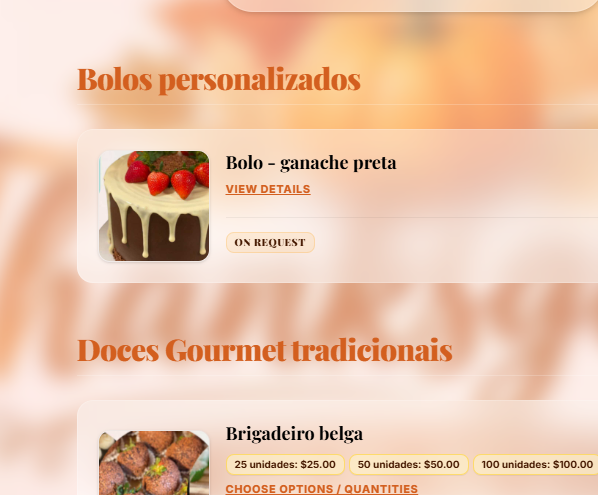 Bolos personalizados
Bolo - ganache preta
VIEW DETAILS
ON REQUEST
Doces Gourmet tradicionais
Brigadeiro belga
25 unidades: $25.00 50 unidades: $50.00 100 unidades: $100.00
CHOOSE OPTIONS / QUANTITIES